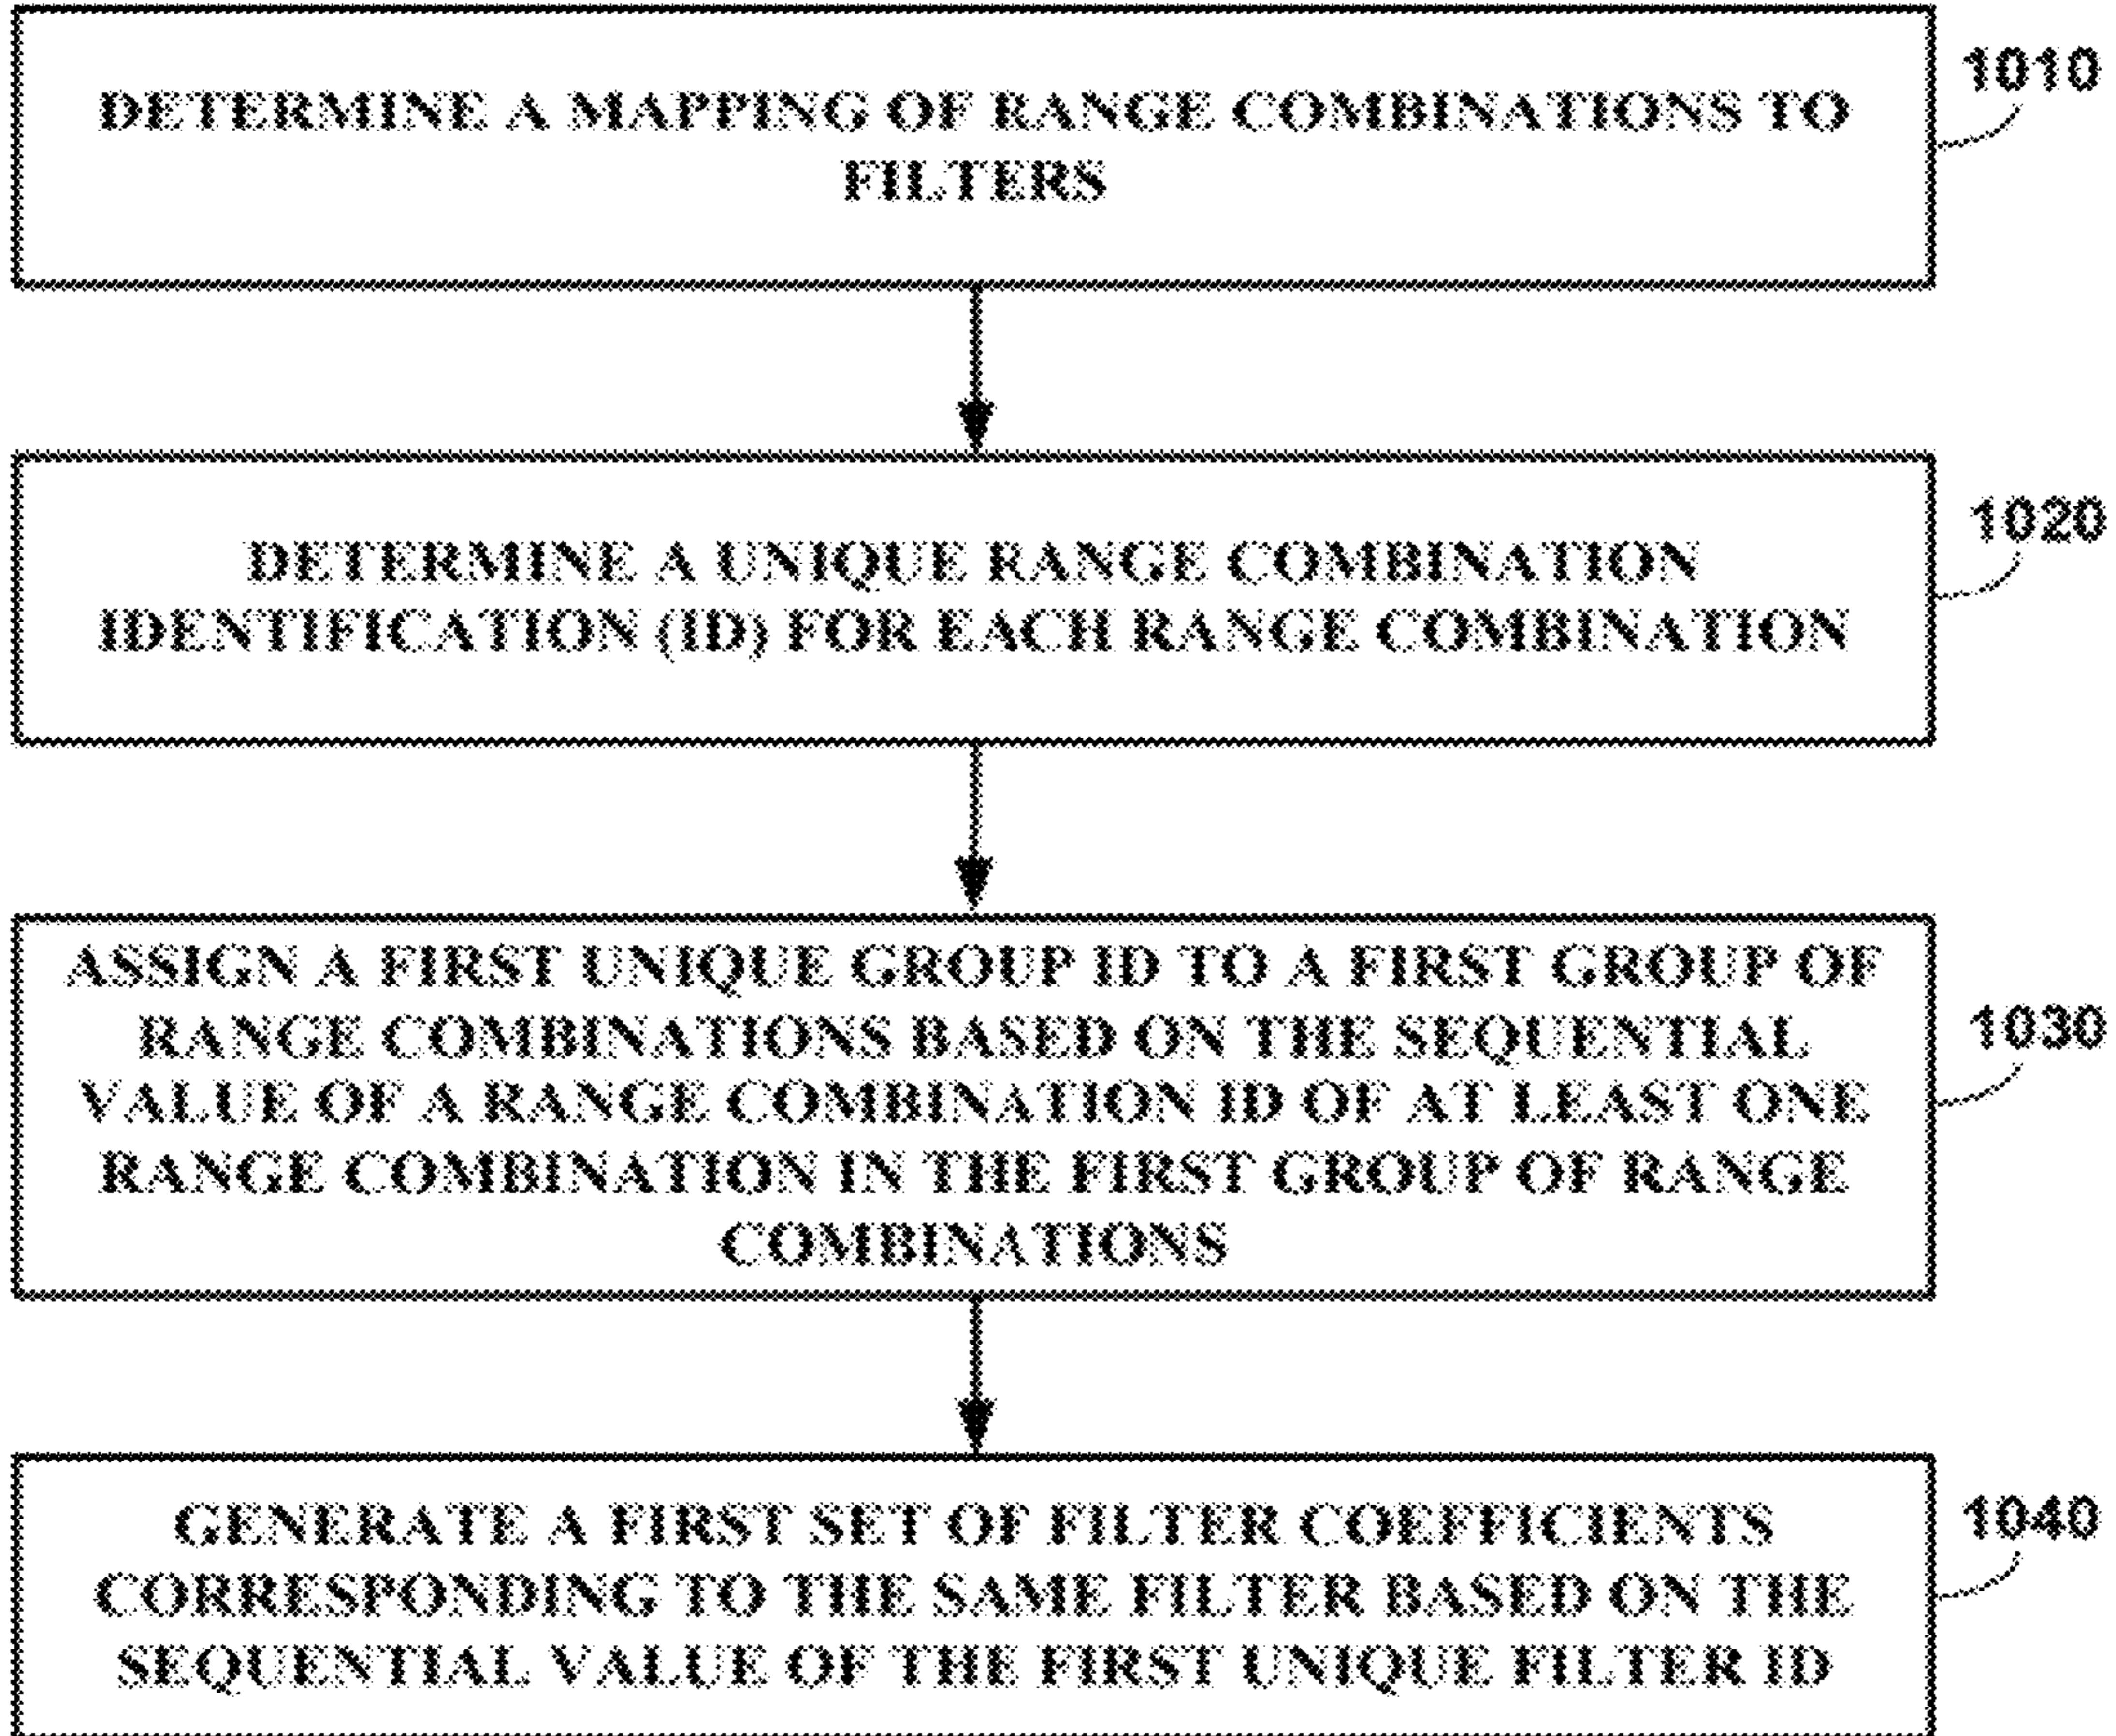 DETERMINE A MAPPING OF RANGE COMBINATIONS TO
FILTERS
1010
DETERMINE A UNIQUE RANGE COMBINATION
IDENTIFICATION (ID) FOR EACH RANGE COMBINATION
1020
ASSIGN A FIRST UNIQUE GROUP ID TO A FIRST GROUP OF
RANGE COMBINATIONS BASED ON THE SEQUENTIAL
VALUE OF A RANGE COMBINATION ID OF AT LEAST ONE
RANGE COMBINATION IN THE FIRST GROUP OF RANGE
COMBINATIONS
1030
GENERATE A FIRST SET OF FILTER COEFFICIENTS
CORRESPONDING TO THE SAME FILTER BASED ON THE
SEQUENTIAL VALUE OF THE FIRST UNIQUE FILTER ID
1040